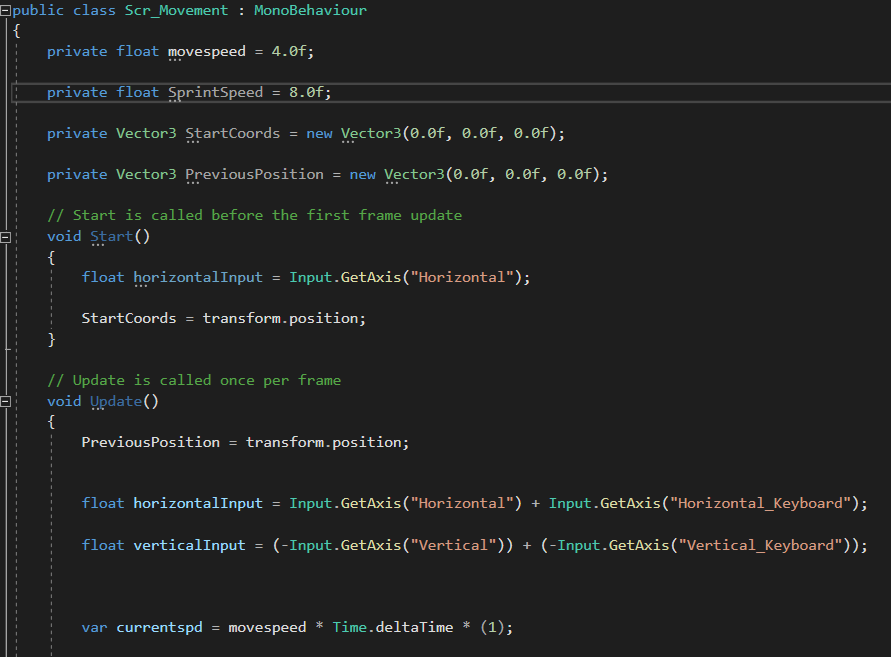 public class Scr_Movement : MonoBehaviour
{
private float movespeed = 4.0f;
private float SprintSpeed = 8.0f;
private Vector3 StartCoords = new Vector3(0.0f, 0.0f, 0.0f);
private Vector3 PreviousPosition = new Vector3(0.0f, 0.0f, 0.0f);
// Start is called before the first frame update
void Start()
{
float horizontalInput = Input.GetAxis("Horizontal");
StartCoords = transform.position;
}
// Update is called once per frame
void Update()
{
PreviousPosition = transform.position;
float horizontalInput = Input.GetAxis("Horizontal") + Input.GetAxis("Horizontal_Keyboard");
float verticalInput = (-Input.GetAxis("Vertical")) + (-Input.GetAxis("Vertical_Keyboard"));
var currentspd = movespeed * Time.deltaTime * (1);